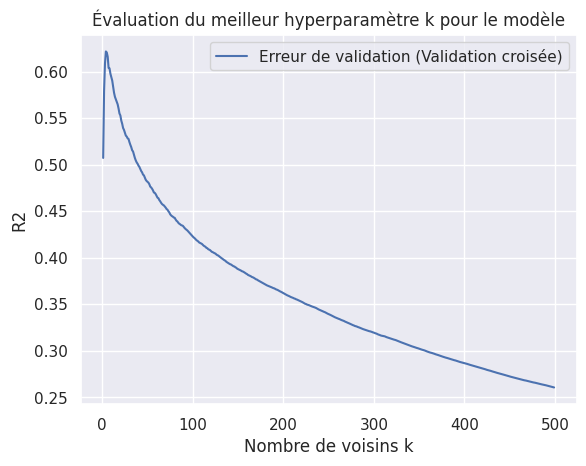 Évaluation du meilleur hyperparamètre k pour le modèle
Erreur de validation (Validation croisée)
0.60
0.55
0.50
0.45
0.40
0.35
0.30
0.25
R2
0 100 200 300 400 500
Nombre de voisins k